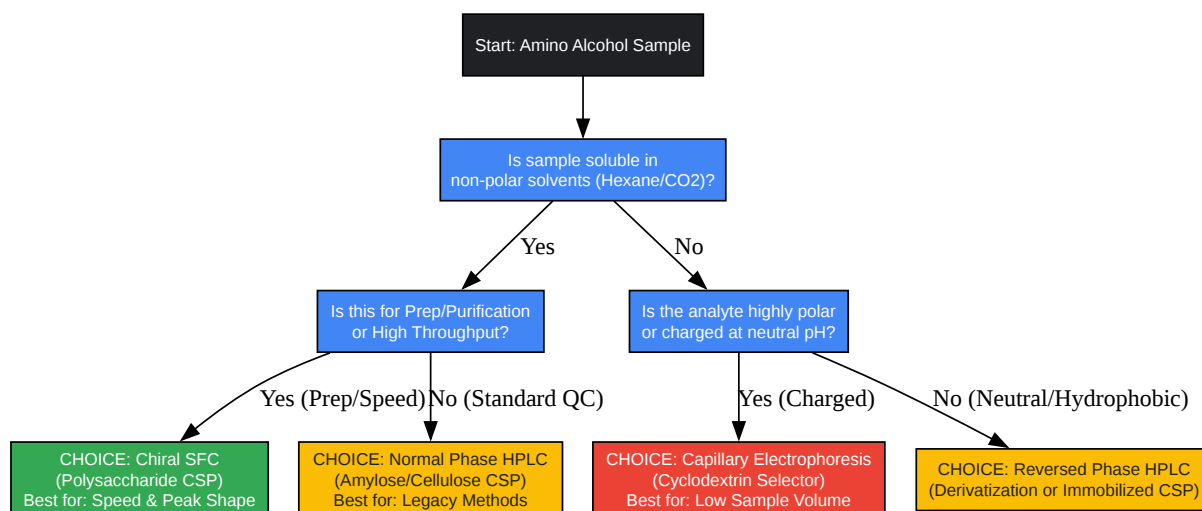 Start: Amino Alcohol Sample
Is sample soluble in
non-polar solvents (Hexane/CO2)?
Yes
No
Is this for Prep/Purification
or High Throughput?
Is the analyte highly polar
or charged at neutral pH?
Yes (Prep/Speed)
No (Standard QC)
Yes (Charged)
No (Neutral/Hydrophobic)
CHOICE: Chiral SFC
(Polysaccharide CSP)
Best for: Speed & Peak Shape
CHOICE: Normal Phase HPLC
(Amylose/Cellulose CSP)
Best for: Legacy Methods
CHOICE: Capillary Electrophoresis
(Cyclodextrin Selector)
Best for: Low Sample Volume
CHOICE: Reversed Phase HPLC
(Derivatization or Immobilized CSP)